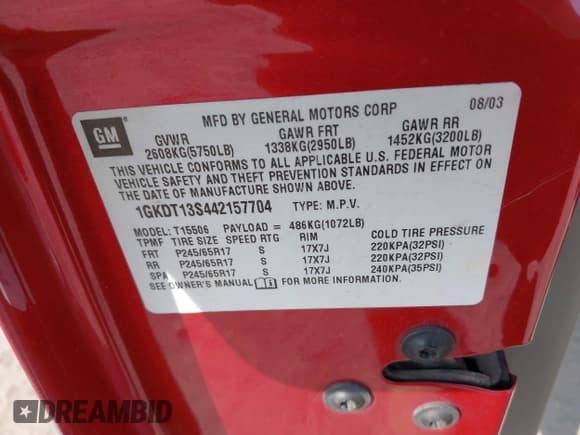 GM
MFD BY GENERAL MOTORS CORP 08/03
GVWR GAWR FRT GAWR RR
2608KG(5750LB) 1338KG(2950LB) 1452KG(3200LB)
THIS VEHICLE CONFORMS TO ALL APPLICABLE U.S. FEDERAL MOTOR
VEHICLE SAFETY AND THEFT PREVENTION STANDARDS IN EFFECT ON
THE DATE OF MANUFACTURE SHOWN ABOVE.
1GKDT13S442157704 TYPE: M.P.V.
MODEL: T15506 PAYLOAD = 486KG(1072LB)
TPMF TIRE SIZE SPEED RTG RIM COLD TIRE PRESSURE
FRT P245/65R17 S 17X7J 220KPA(32PSI)
RR P245/65R17 S 17X7J 220KPA(32PSI)
SPA P245/65R17 S 17X7J 240KPA(35PSI)
SEE OWNER'S MANUAL FOR MORE INFORMATION.
DREAMBID